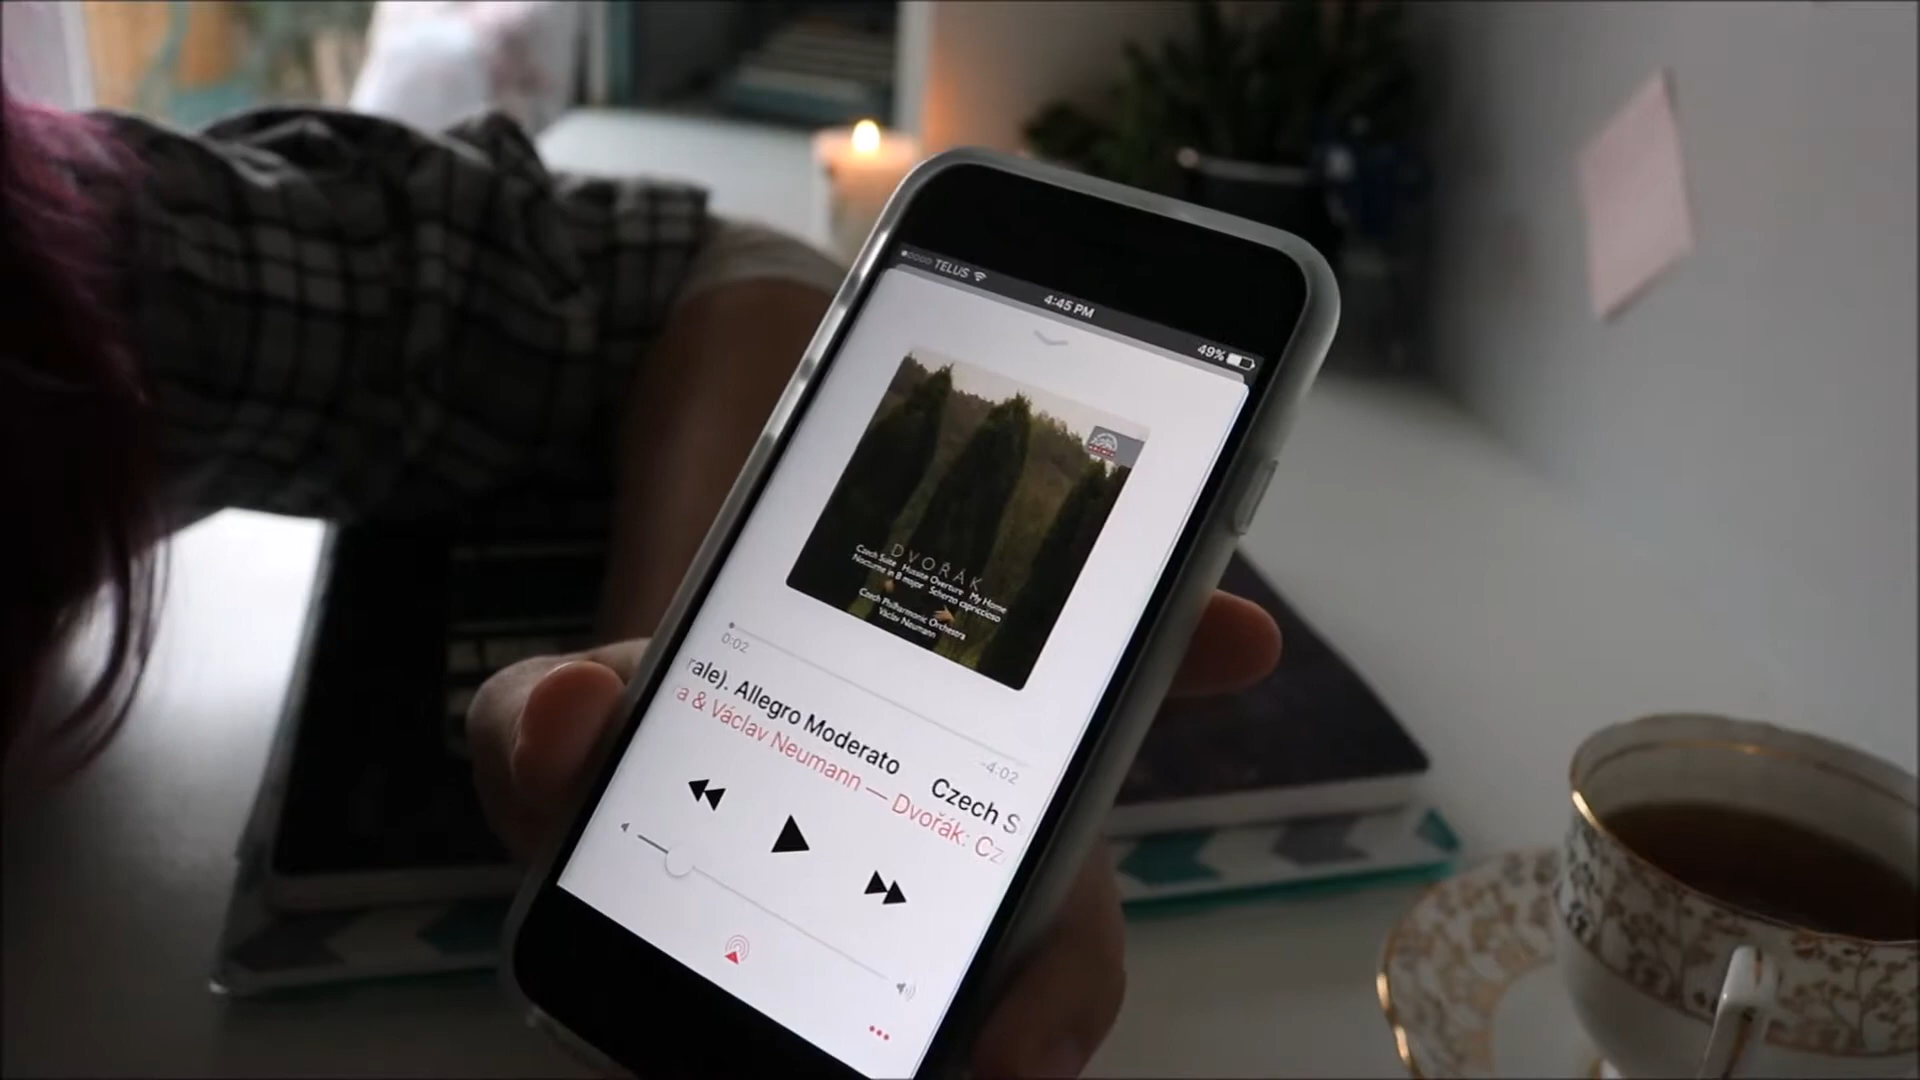 TELUS
4:45 PM
49%
DVOŘÁK
Czech Suite Hussite Overture My Home
Nocturne in B major Scherzo capriccioso
Czech Philharmonic Orchestra
Václav Neumann
0:02
-4:02
rale). Allegro Moderato Czech S
a & Václav Neumann — Dvořák: Cz